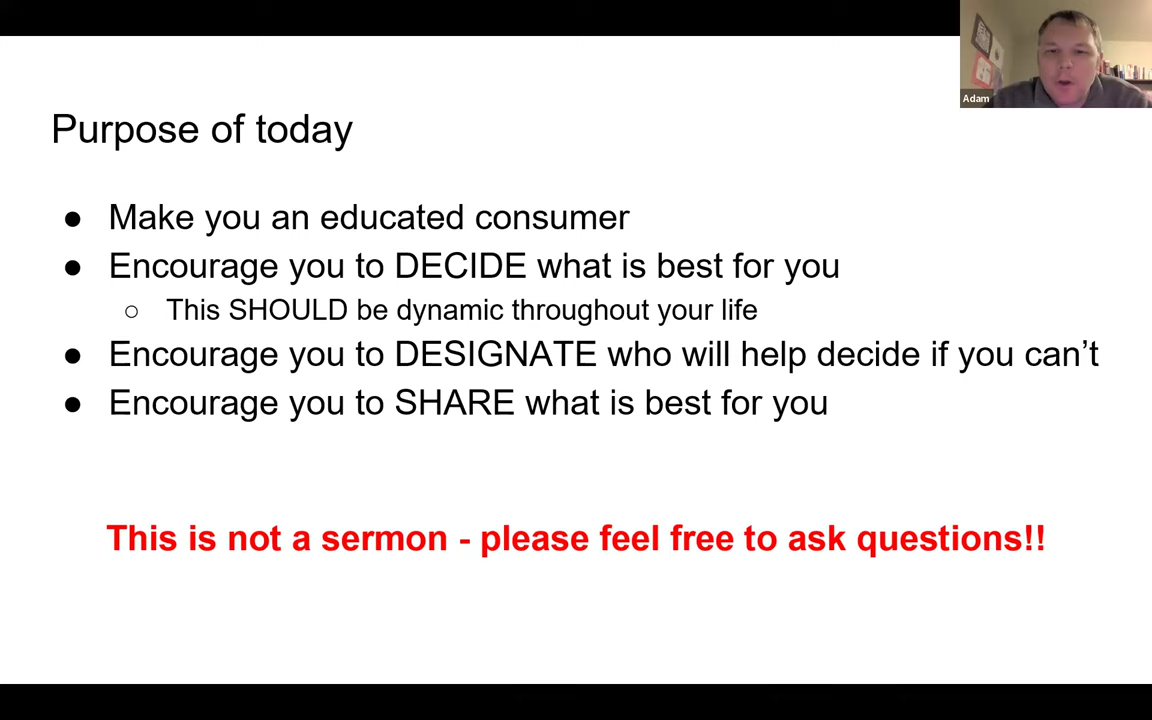 Adam
Purpose of today
● Make you an educated consumer
● Encourage you to DECIDE what is best for you
○ This SHOULD be dynamic throughout your life
● Encourage you to DESIGNATE who will help decide if you can’t
● Encourage you to SHARE what is best for you
This is not a sermon - please feel free to ask questions!!